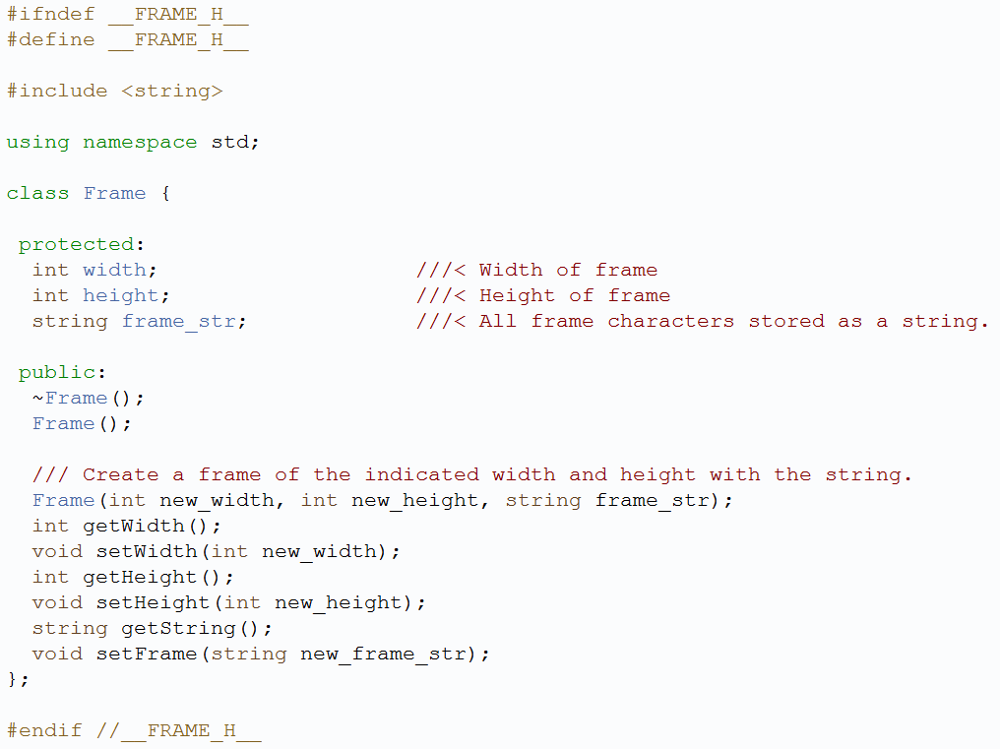 #ifndef __FRAME_H__
#define __FRAME_H__
#include <string>
using namespace std;
class Frame {
protected:
int width; ///< Width of frame
int height; ///< Height of frame
string frame_str; ///< All frame characters stored as a string.
public:
~Frame();
Frame();
/// Create a frame of the indicated width and height with the string.
Frame(int new_width, int new_height, string frame_str);
int getWidth();
void setWidth(int new_width);
int getHeight();
void setHeight(int new_height);
string getString();
void setFrame(string new_frame_str);
};
#endif //__FRAME_H__